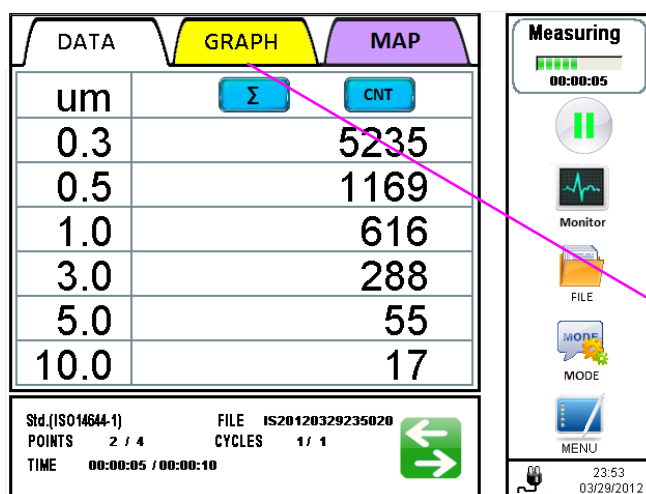 DATA GRAPH MAP
um Σ CNT
0.3 5235
0.5 1169
1.0 616
3.0 288
5.0 55
10.0 17
Std.(ISO14644-1) FILE IS20120329235020
POINTS 2 / 4 CYCLES 1/ 1
TIME 00:00:05 / 00:00:10
Measuring
00:00:05
Monitor
FILE
MODE
MODE
MENU
23:53
03/29/2012